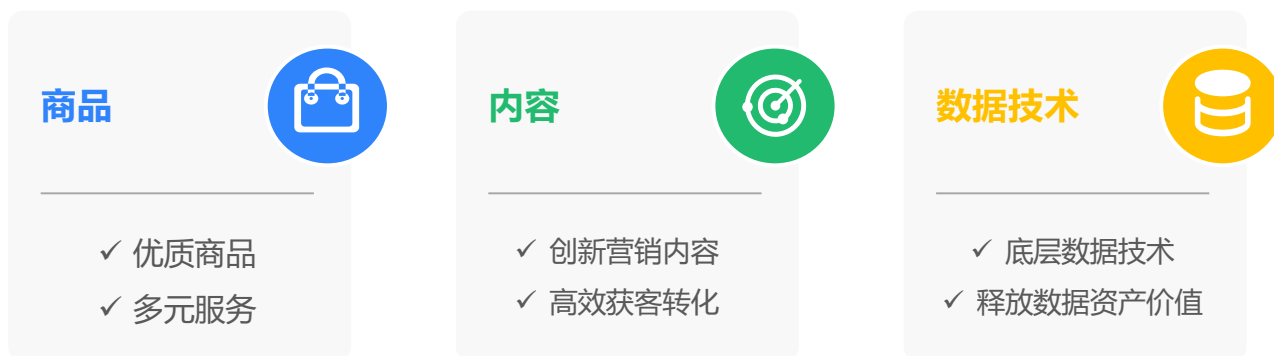 商品
✓ 优质商品
✓ 多元服务
内容
✓ 创新营销内容
✓ 高效获客转化
数据技术
✓ 底层数据技术
✓ 释放数据资产价值